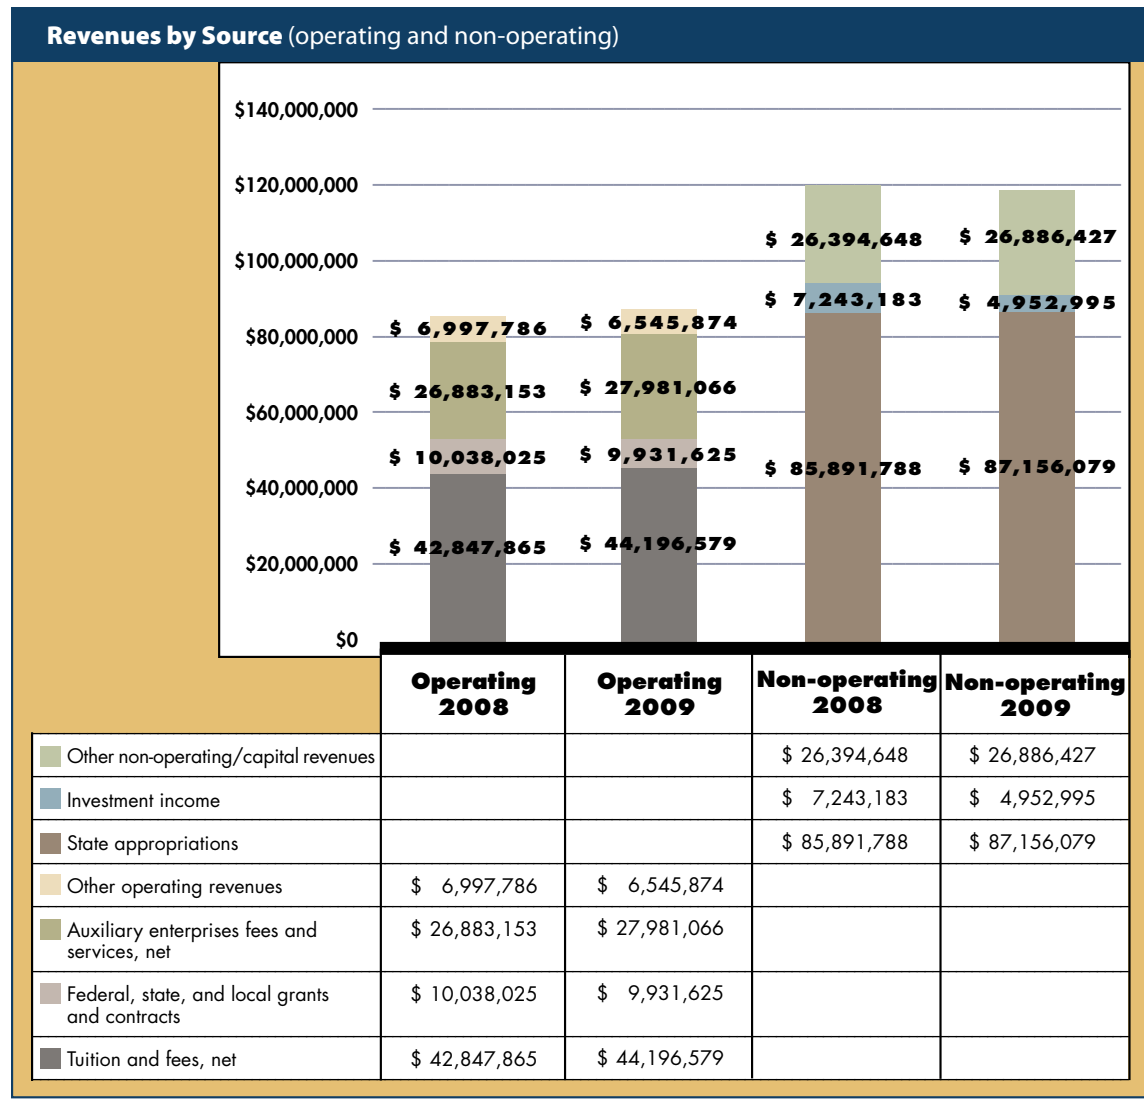 Revenues by Source (operating and non-operating)
$140,000,000
$120,000,000
$100,000,000
$80,000,000
$60,000,000
$40,000,000
$20,000,000
$0
$ 6,997,786
$ 26,883,153
$ 10,038,025
$ 42,847,865
$ 6,545,874
$ 27,981,066
$ 9,931,625
$ 44,196,579
$ 26,394,648
$ 7,243,183
$ 85,891,788
$ 26,886,427
$ 4,952,995
$ 87,156,079
Operating
2008
Operating
2009
Non-operating
2008
Non-operating
2009
Other non-operating/capital revenues $ 26,394,648 $ 26,886,427
Investment income $ 7,243,183 $ 4,952,995
State appropriations $ 85,891,788 $ 87,156,079
Other operating revenues $ 6,997,786 $ 6,545,874
Auxiliary enterprises fees and $ 26,883,153 $ 27,981,066
services, net
Federal, state, and local grants $ 10,038,025 $ 9,931,625
and contracts
Tuition and fees, net $ 42,847,865 $ 44,196,579